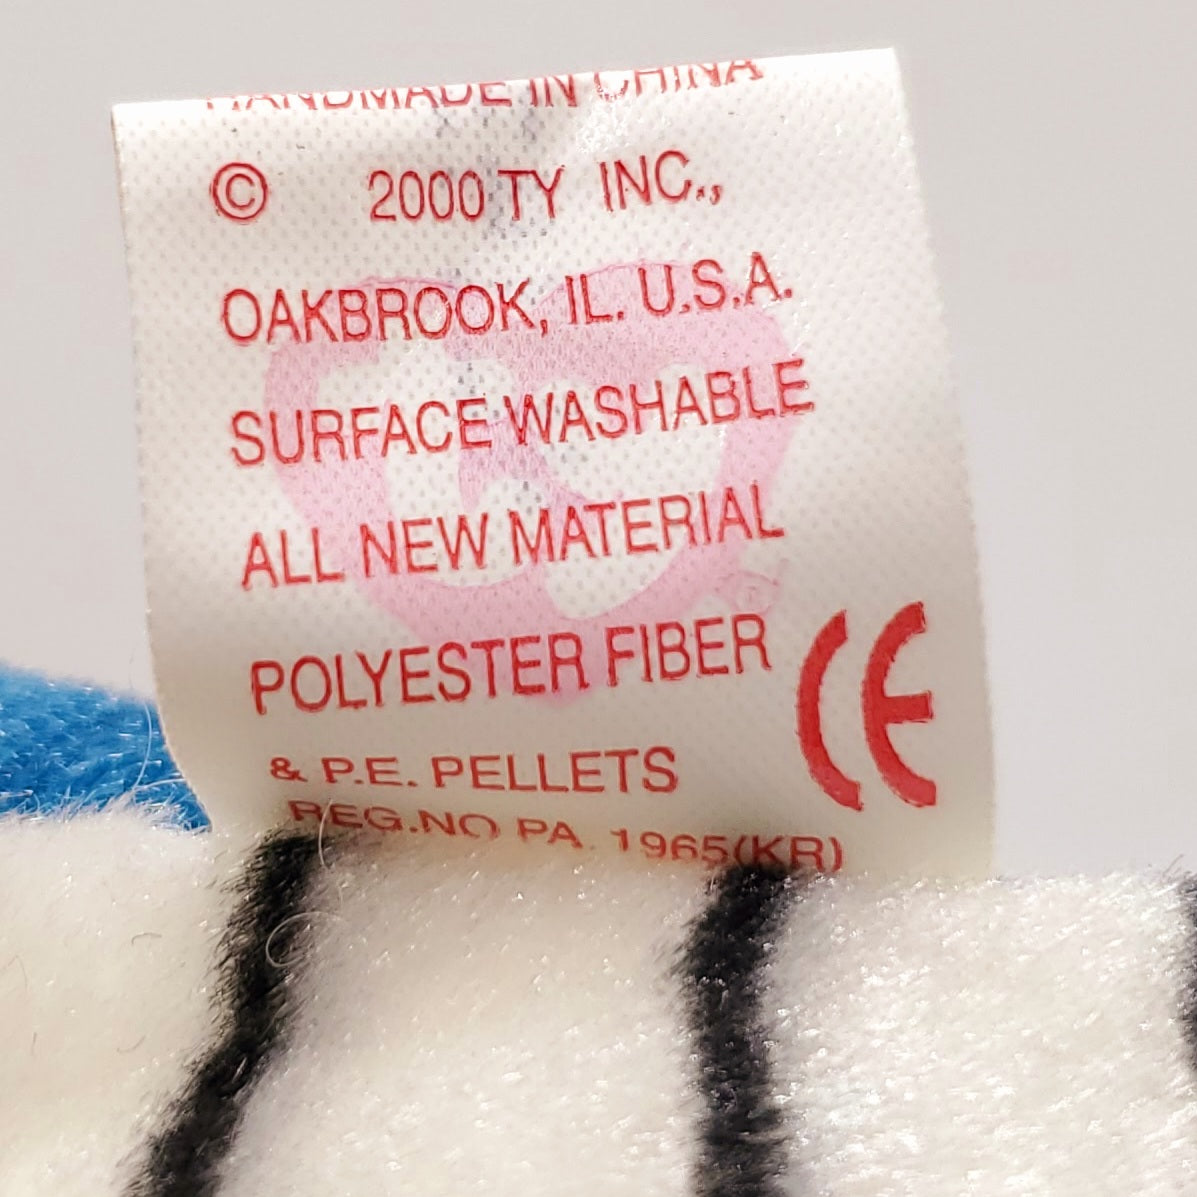 HANDMADE IN CHINA
© 2000 TY INC.,
OAKBROOK, IL. U.S.A.
SURFACE WASHABLE
ALL NEW MATERIAL
POLYESTER FIBER
& P.E. PELLETS CE
REG.NO PA. 1965(KR)